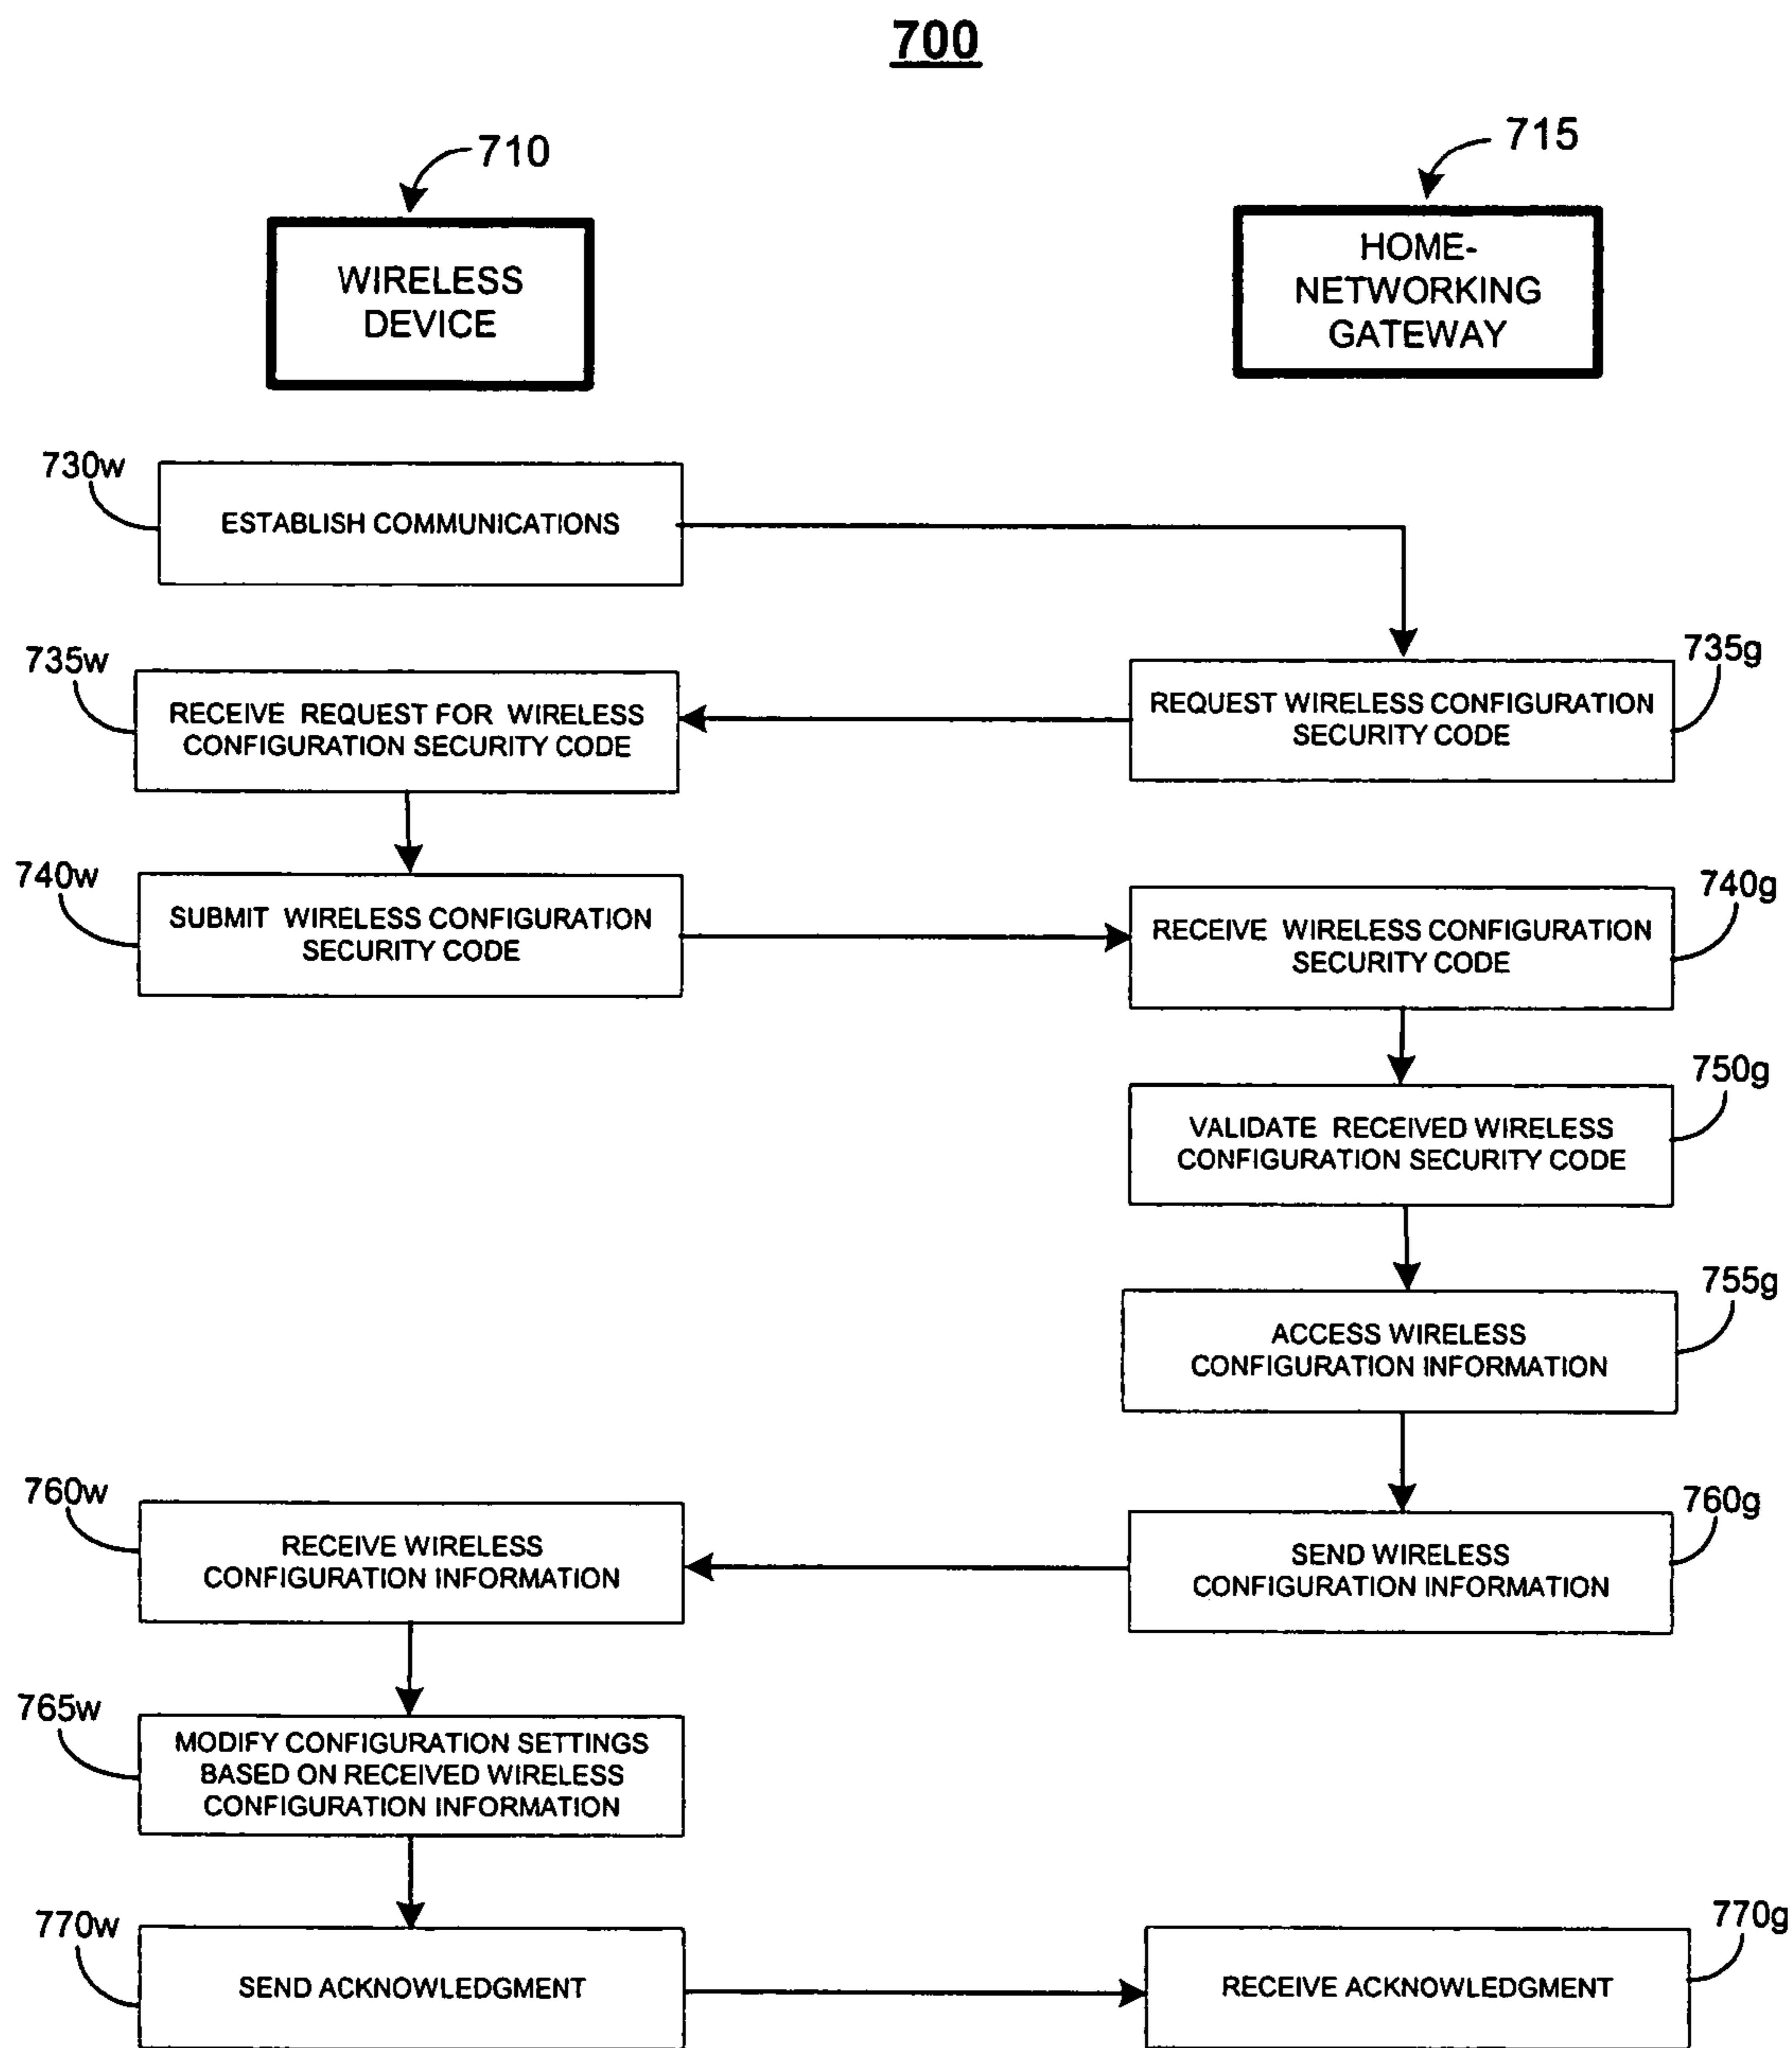 700
710
715
WIRELESS
DEVICE
HOME-
NETWORKING
GATEWAY
730w
ESTABLISH COMMUNICATIONS
735w
RECEIVE REQUEST FOR WIRELESS
CONFIGURATION SECURITY CODE
735g
REQUEST WIRELESS CONFIGURATION
SECURITY CODE
740w
SUBMIT WIRELESS CONFIGURATION
SECURITY CODE
740g
RECEIVE WIRELESS CONFIGURATION
SECURITY CODE
750g
VALIDATE RECEIVED WIRELESS
CONFIGURATION SECURITY CODE
755g
ACCESS WIRELESS
CONFIGURATION INFORMATION
760w
RECEIVE WIRELESS
CONFIGURATION INFORMATION
760g
SEND WIRELESS
CONFIGURATION INFORMATION
765w
MODIFY CONFIGURATION SETTINGS
BASED ON RECEIVED WIRELESS
CONFIGURATION INFORMATION
770w
SEND ACKNOWLEDGMENT
770g
RECEIVE ACKNOWLEDGMENT